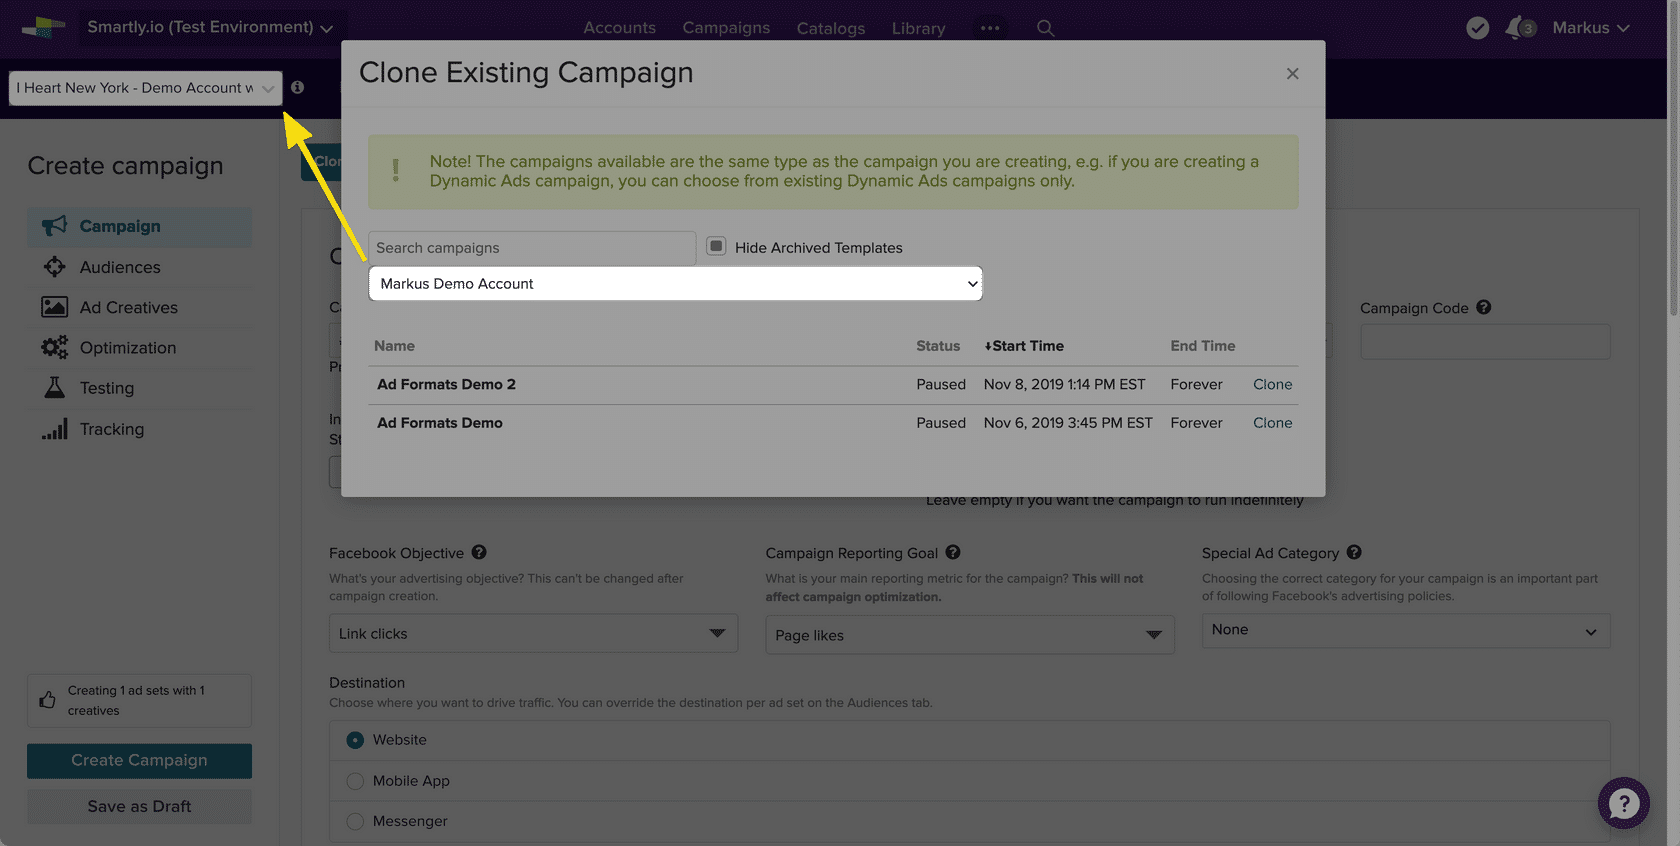 Smartly.io (Test Environment)
Accounts
Campaigns
Catalogs
Library
3
Markus
I Heart New York - Demo Account w
Create campaign
Campaign
Audiences
Ad Creatives
Optimization
Testing
Tracking
Creating 1 ad sets with 1
creatives
Create Campaign
Save as Draft
Clone Existing Campaign
Note! The campaigns available are the same type as the campaign you are creating, e.g. if you are creating a
Dynamic Ads campaign, you can choose from existing Dynamic Ads campaigns only.
Search campaigns
Hide Archived Templates
Markus Demo Account
Name Status Start Time End Time
Ad Formats Demo 2 Paused Nov 8, 2019 1:14 PM EST Forever Clone
Ad Formats Demo Paused Nov 6, 2019 3:45 PM EST Forever Clone
Campaign Code
Leave empty if you want the campaign to run indefinitely
Facebook Objective
What's your advertising objective? This can't be changed after
campaign creation.
Link clicks
Campaign Reporting Goal
What is your main reporting metric for the campaign? This will not
affect campaign optimization.
Page likes
Special Ad Category
Choosing the correct category for your campaign is an important part
of following Facebook's advertising policies.
None
Destination
Choose where you want to drive traffic. You can override the destination per ad set on the Audiences tab.
Website
Mobile App
Messenger